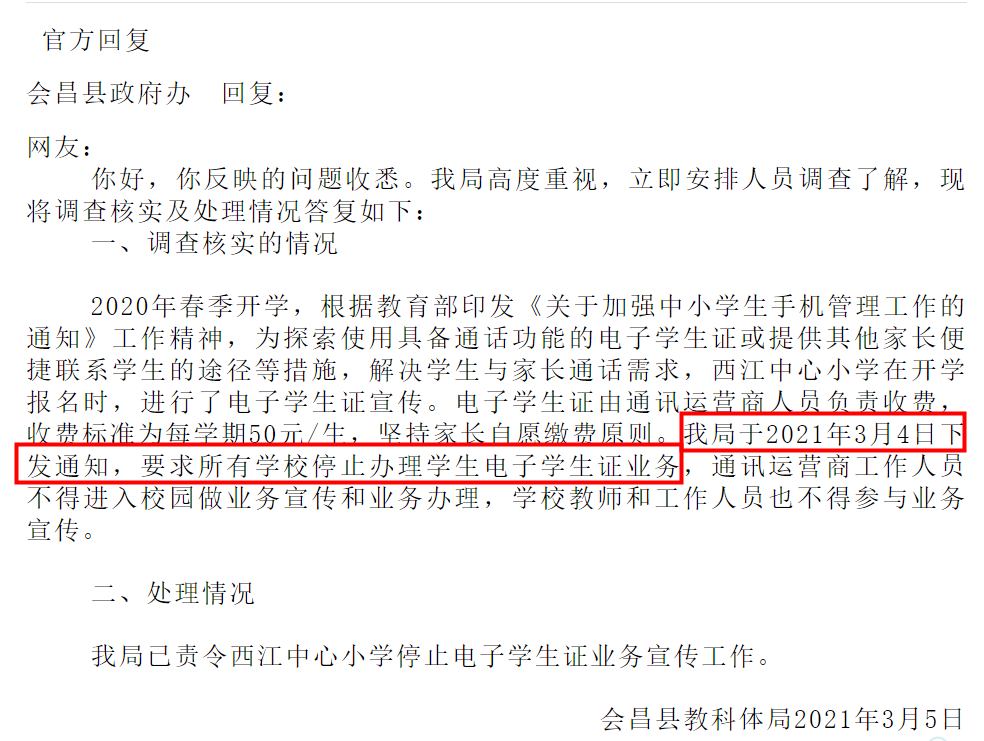 官方回复
会昌县政府办 回复：
网友：
你好，你反映的问题收悉。我局高度重视，立即安排人员调查了解，现
将调查核实及处理情况答复如下：
一、调查核实的情况
2020年春季开学，根据教育部印发《关于加强中小学生手机管理工作的
通知》工作精神，为探索使用具备通话功能的电子学生证或提供其他家长便
捷联系学生的途径等措施，解决学生与家长通话需求，西江中心小学在开学
报名时，进行了电子学生证宣传。电子学生证由通讯运营商人员负责收费，
收费标准为每学期50元/生，坚持家长自愿缴费原则。我局于2021年3月4日下
发通知，要求所有学校停止办理学生电子学生证业务，通讯运营商工作人员
不得进入校园做业务宣传和业务办理，学校教师和工作人员也不得参与业务
宣传。
二、处理情况
我局已责令西江中心小学停止电子学生证业务宣传工作。
会昌县教科体局2021年3月5日